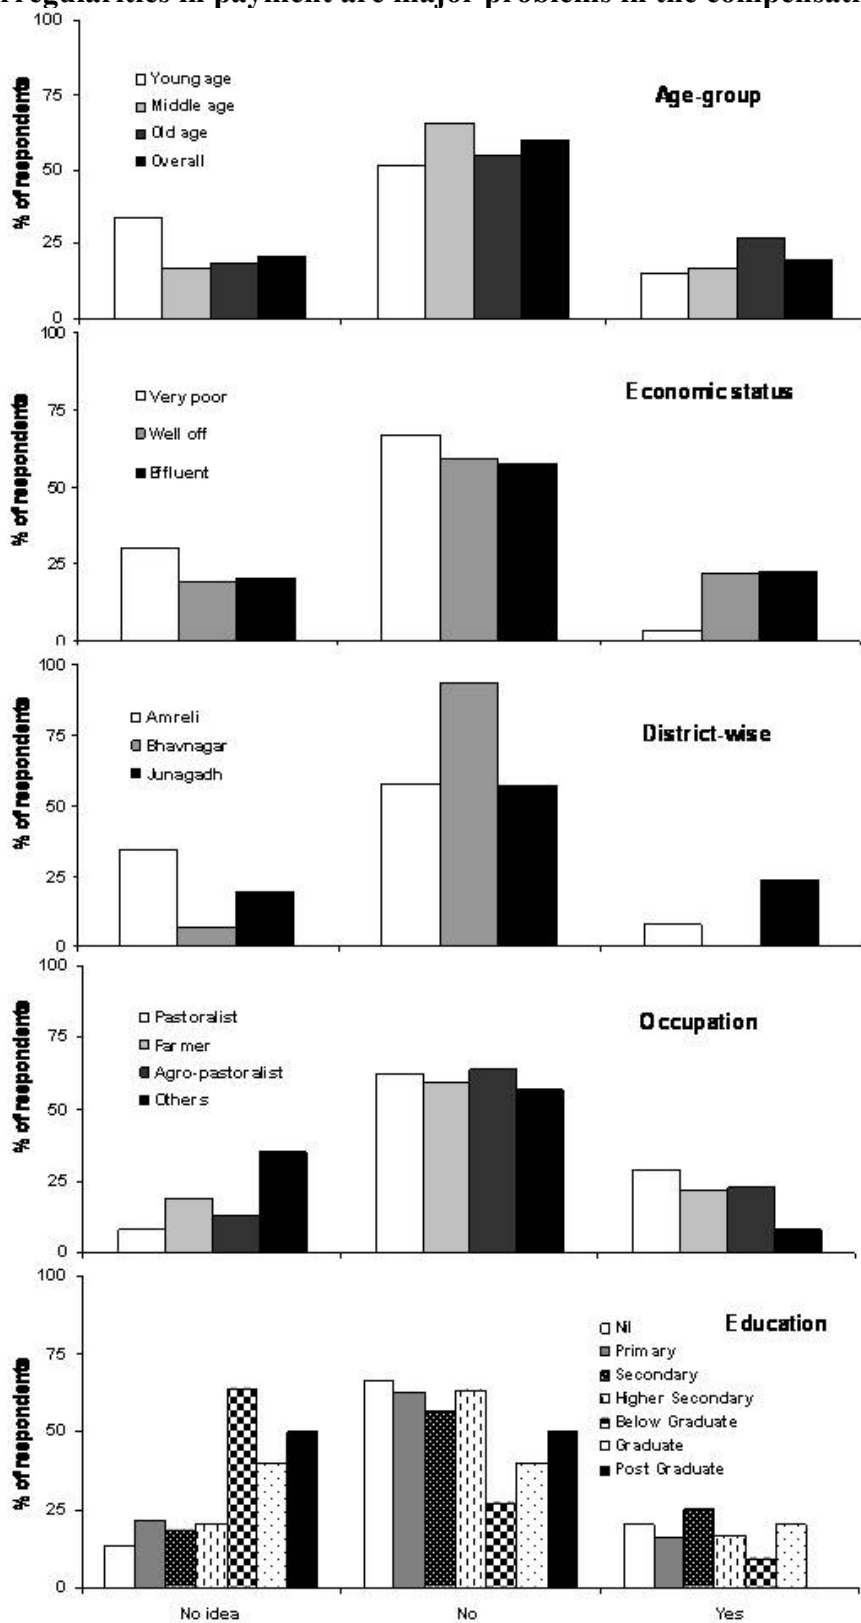 rregularities in payment are major problems in the compensati
100
75
50
25
0
% of respondents
Young age
Middle age
Old age
Overall
Age-group
100
75
50
25
0
% of respondents
Very poor
Well off
Effluent
Economic status
100
75
50
25
0
% of respondents
Amreli
Bhavnagar
Junagadh
District-wise
100
75
50
25
0
% of respondents
Pastoralist
Farmer
Agro-pastoralist
Others
Occupation
100
75
50
25
0
% of respondents
Nil
Primary
Secondary
Higher Secondary
Below Graduate
Graduate
Post Graduate
Education
No idea
No
Yes